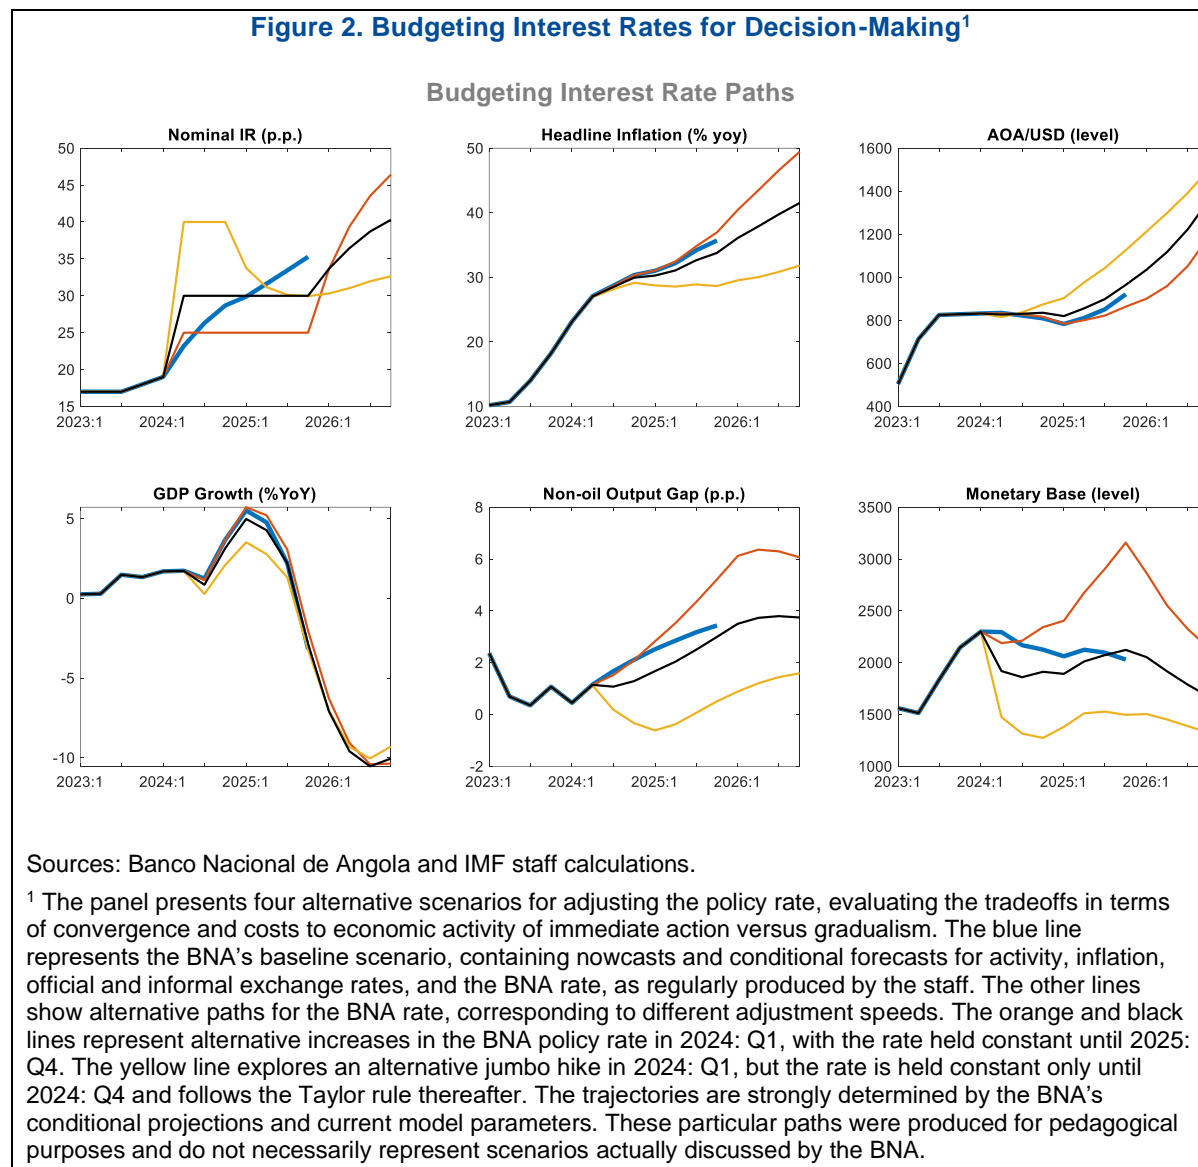 Figure 2. Budgeting Interest Rates for Decision-Making¹
Budgeting Interest Rate Paths
Nominal IR (p.p.)
50
45
40
35
30
25
20
15
2023:1 2024:1 2025:1 2026:1
Headline Inflation (% yoy)
50
40
30
20
10
2023:1 2024:1 2025:1 2026:1
AOA/USD (level)
1600
1400
1200
1000
800
600
400
2023:1 2024:1 2025:1 2026:1
GDP Growth (%YoY)
5
0
-5
-10
2023:1 2024:1 2025:1 2026:1
Non-oil Output Gap (p.p.)
8
6
4
2
0
-2
2023:1 2024:1 2025:1 2026:1
Monetary Base (level)
3500
3000
2500
2000
1500
1000
2023:1 2024:1 2025:1 2026:1
Sources: Banco Nacional de Angola and IMF staff calculations.
¹ The panel presents four alternative scenarios for adjusting the policy rate, evaluating the tradeoffs in terms
of convergence and costs to economic activity of immediate action versus gradualism. The blue line
represents the BNA's baseline scenario, containing nowcasts and conditional forecasts for activity, inflation,
official and informal exchange rates, and the BNA rate, as regularly produced by the staff. The other lines
show alternative paths for the BNA rate, corresponding to different adjustment speeds. The orange and black
lines represent alternative increases in the BNA policy rate in 2024: Q1, with the rate held constant until 2025:
Q4. The yellow line explores an alternative jumbo hike in 2024: Q1, but the rate is held constant only until
2024: Q4 and follows the Taylor rule thereafter. The trajectories are strongly determined by the BNA's
conditional projections and current model parameters. These particular paths were produced for pedagogical
purposes and do not necessarily represent scenarios actually discussed by the BNA.